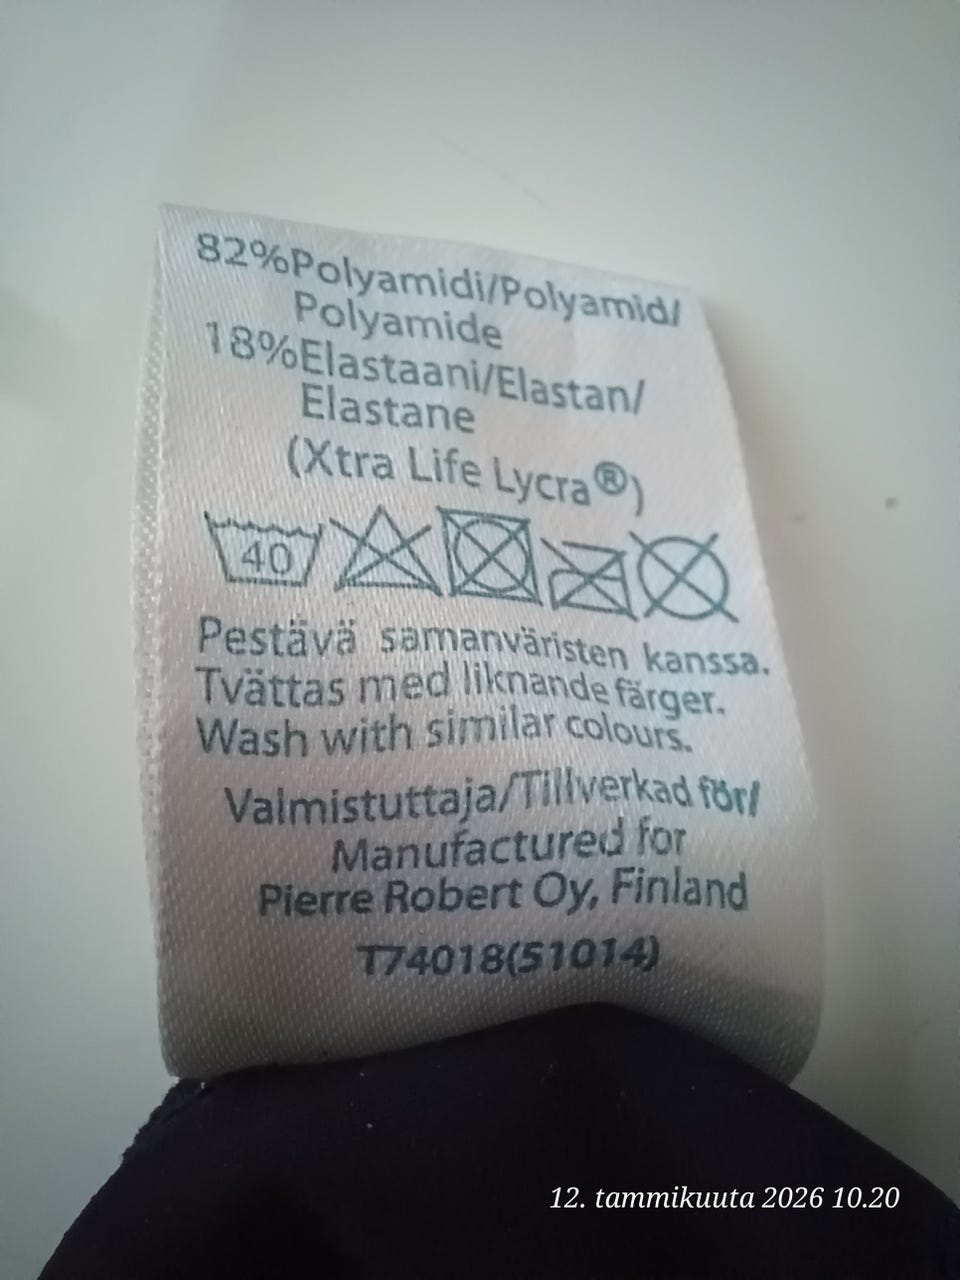 82%Polyamidi/Polyamid/
Polyamide
18%Elastaani/Elastan/
Elastane
(Xtra Life Lycra®)
40
Pestävä samanväristen kanssa.
Tvättas med liknande färger.
Wash with similar colours.
Valmistuttaja/Tillverkad för/
Manufactured for
Pierre Robert Oy, Finland
T74018(51014)
12. tammikuuta 2026 10.20